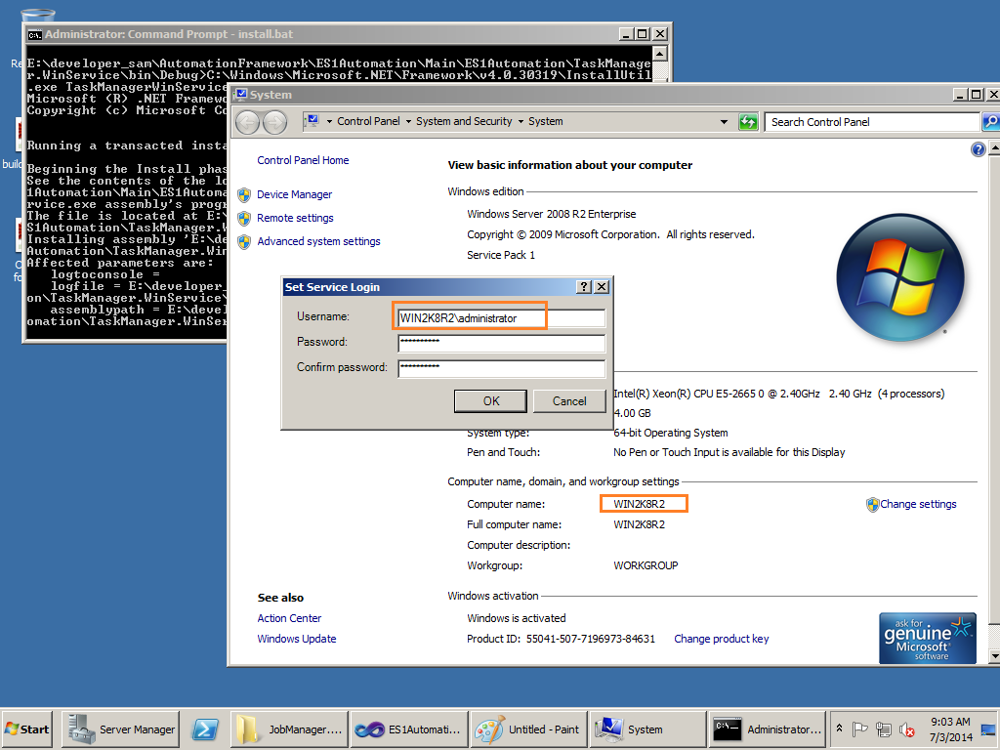 Administrator: Command Prompt - install.bat
E:\developer_sam\AutomationFramework\ES1Automation\Main\ES1Automation\TaskManage
r.WinService\bin\Debug>C:\Windows\Microsoft.NET\Framework\v4.0.30319\InstallUtil
.exe TaskManagerWinService
Microsoft (R) .NET Framewo
Copyright (c) Microsoft Co
Running a transacted insta
Beginning the Install phas
See the contents of the lo
1Automation\Main\ES1Automa
rvice.exe assembly's prog
The file is located at E:\
S1Automation\TaskManager.W
Installing assembly 'E:\de
Automation\TaskManager.Win
Affected parameters are:
logtoconsole =
logfile = E:\developer_
on\TaskManager.WinService\
assemblypath = E:\devel
omation\TaskManager.WinSer
System
Control Panel
System and Security
System
Search Control Panel
Control Panel Home
Device Manager
Remote settings
Advanced system settings
View basic information about your computer
Windows edition
Windows Server 2008 R2 Enterprise
Copyright © 2009 Microsoft Corporation. All rights reserved.
Service Pack 1
Set Service Login
Username: WIN2K8R2\administrator
Password: **********
Confirm password: **********
OK
Cancel
Intel(R) Xeon(R) CPU E5-2665 0 @ 2.40GHz 2.40 GHz (4 processors)
4.00 GB
System type: 64-bit Operating System
Pen and Touch: No Pen or Touch Input is available for this Display
Computer name, domain, and workgroup settings
Computer name: WIN2K8R2
Change settings
Full computer name: WIN2K8R2
Computer description:
Workgroup: WORKGROUP
Windows activation
Windows is activated
Product ID: 55041-507-7196973-84631 Change product key
See also
Action Center
Windows Update
ask for
genuine
Microsoft
software
Start
Server Manager
JobManager....
ES1Automati...
Untitled - Paint
System
Administrator...
9:03 AM
7/3/2014